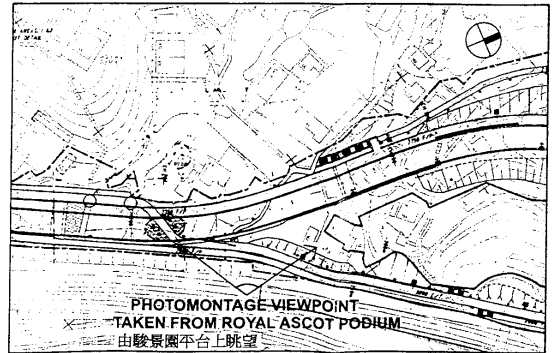 PHOTOMONTAGE VIEWPOINT
TAKEN FROM ROYAL ASCOT PODIUM
由駿景園平台上眺望